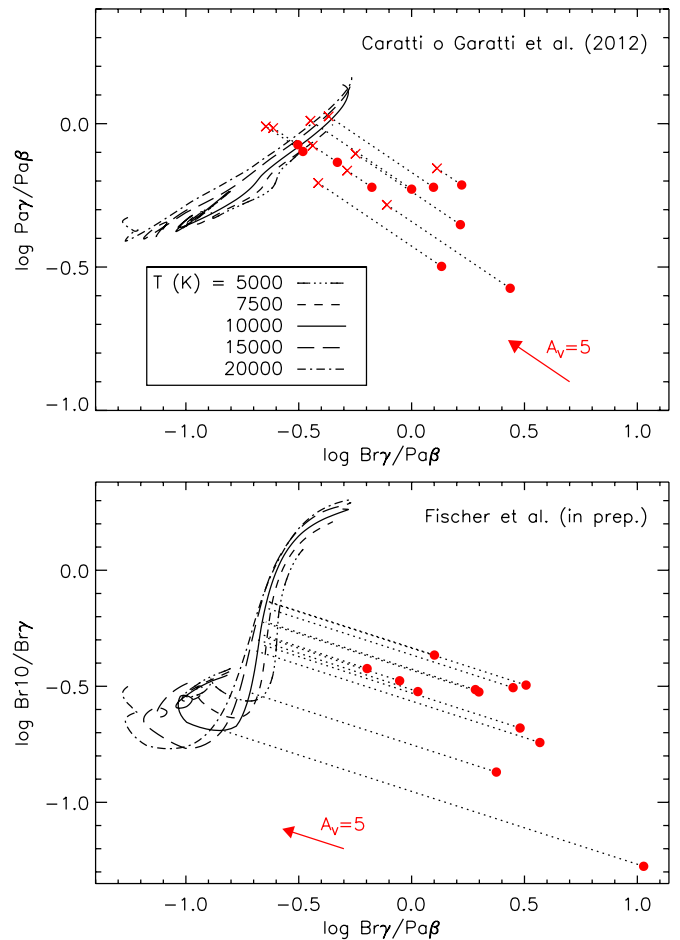 Caratti o Garatti et al. (2012)
0.0
-0.5
-1.0
log Paγ/Paβ
T (K) = 5000
7500
10000
15000
20000
A_V=5
-1.0 -0.5 0.0 0.5 1.0
log Brγ/Paβ
Fischer et al. (in prep.)
0.0
-0.5
-1.0
log Br10/Brγ
A_V=5
-1.0 -0.5 0.0 0.5 1.0
log Brγ/Paβ